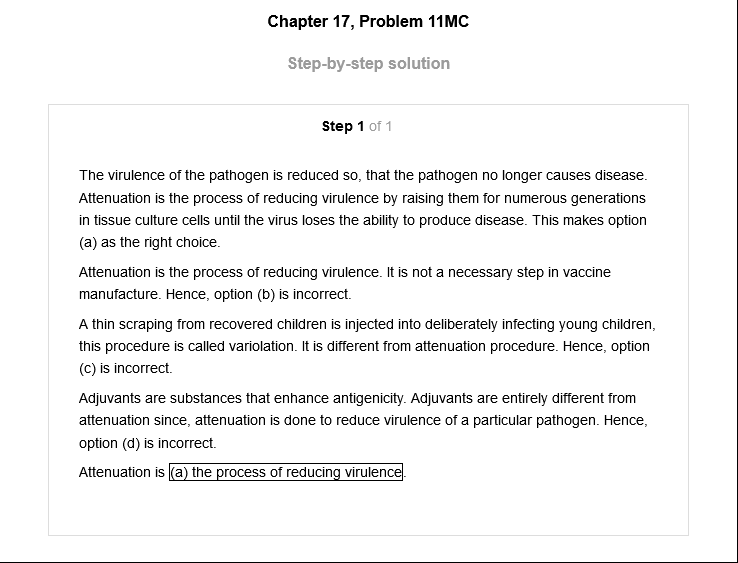 Chapter 17, Problem 11MC
Step-by-step solution
Step 1 of 1
The virulence of the pathogen is reduced so, that the pathogen no longer causes disease.
Attenuation is the process of reducing virulence by raising them for numerous generations
in tissue culture cells until the virus loses the ability to produce disease. This makes option
(a) as the right choice.
Attenuation is the process of reducing virulence. It is not a necessary step in vaccine
manufacture. Hence, option (b) is incorrect.
A thin scraping from recovered children is injected into deliberately infecting young children,
this procedure is called variolation. It is different from attenuation procedure. Hence, option
(c) is incorrect.
Adjuvants are substances that enhance antigenicity. Adjuvants are entirely different from
attenuation since, attenuation is done to reduce virulence of a particular pathogen. Hence,
option (d) is incorrect.
Attenuation is (a) the process of reducing virulence.